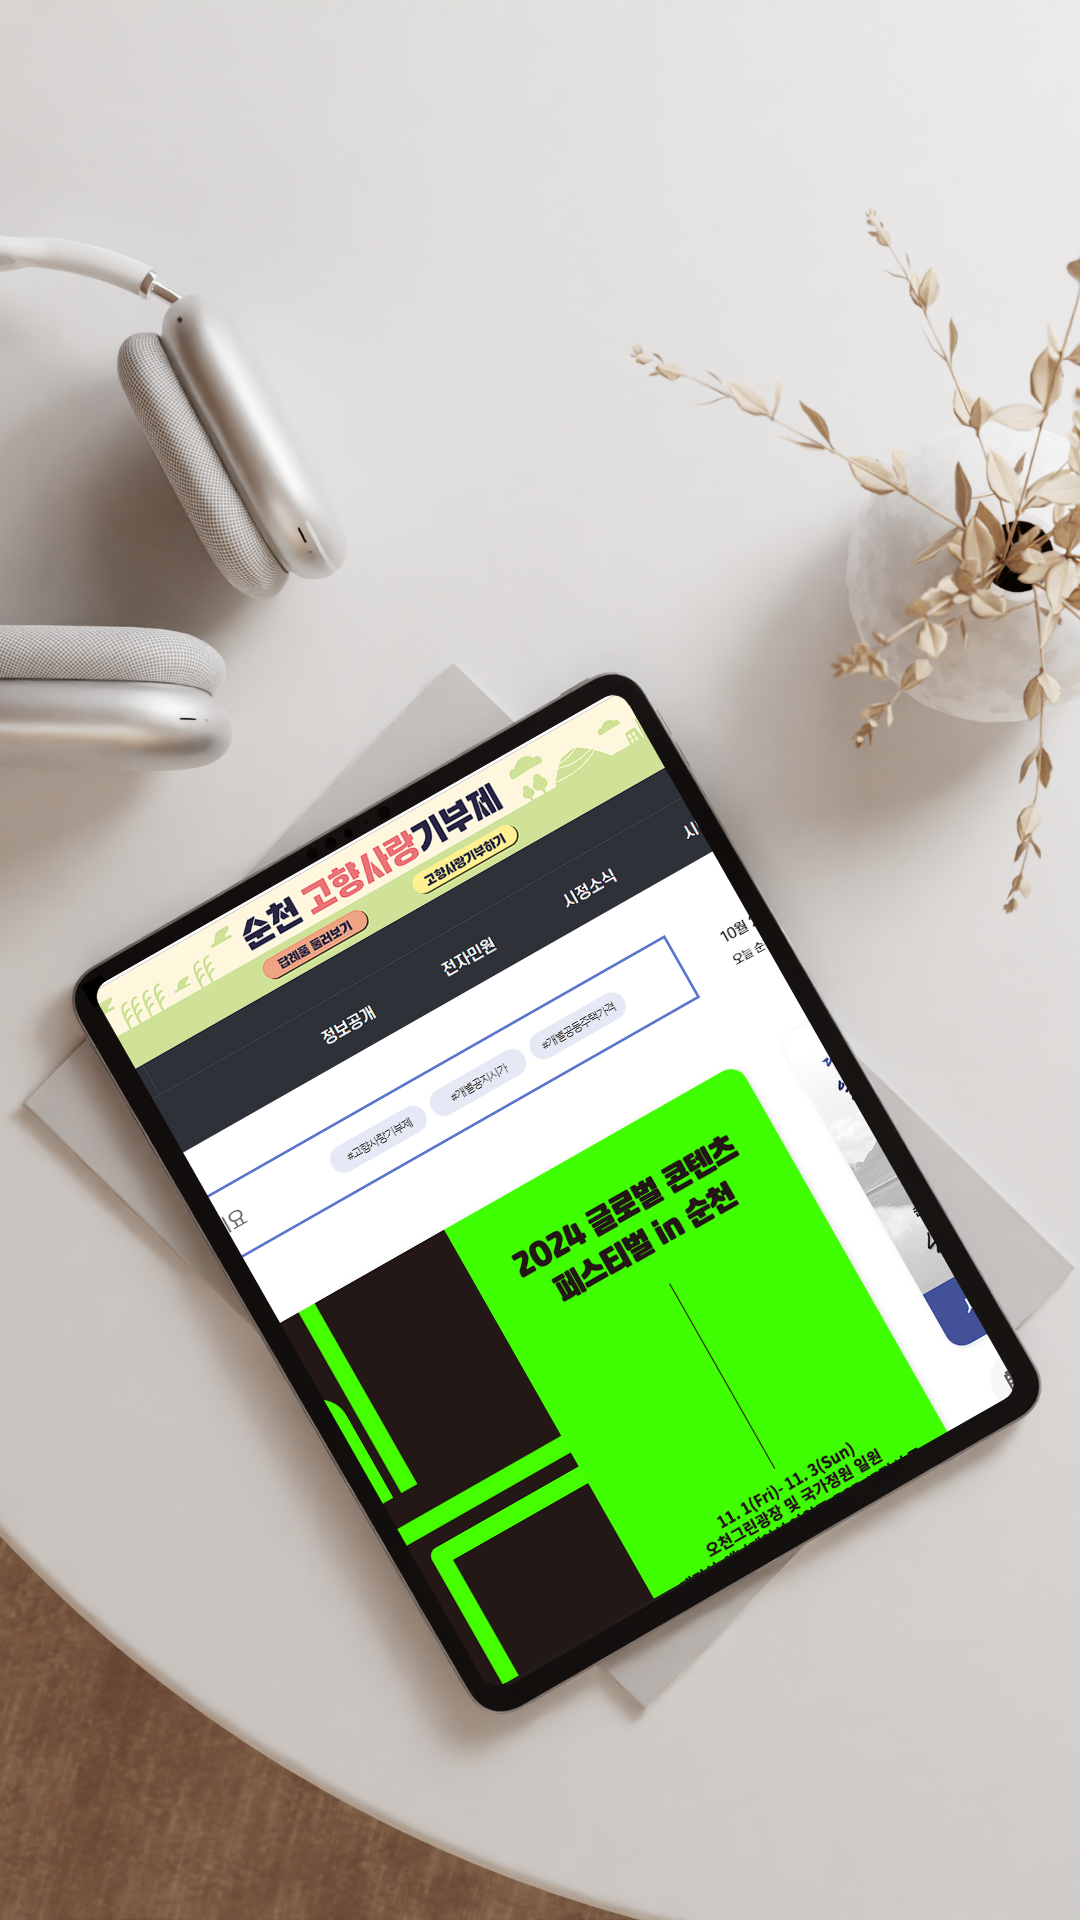 순천 고향사랑기부제
답례품 둘러보기
고향사랑기부하기
정보공개
전자민원
시정소식
#고향사랑기부제
#개별공지시가
#개별공동주택가격
10월
오늘
2024 글로벌 콘텐츠
페스티벌 in 순천
11. 1(Fri)- 11. 3(Sun)
오천그린광장 및 국가정원 일원